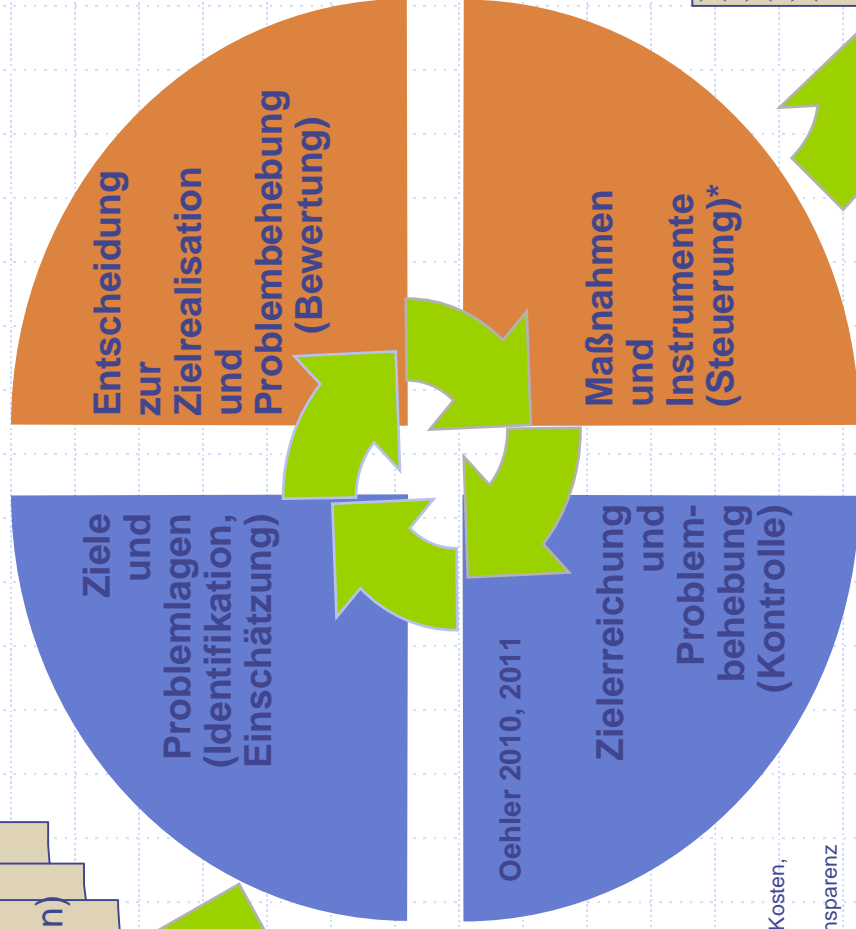 n)
Ziele
und
Problemlagen
(Identifikation,
Einschätzung)
Entscheidung
zur
Zielrealisation
und
Problembehebung
(Bewertung)
Oehler 2010, 2011
Zielerreichung
und
Problem-
behebung
(Kontrolle)
Maßnahmen
und
Instrumente
(Steuerung)*
Kosten,
nsparenz